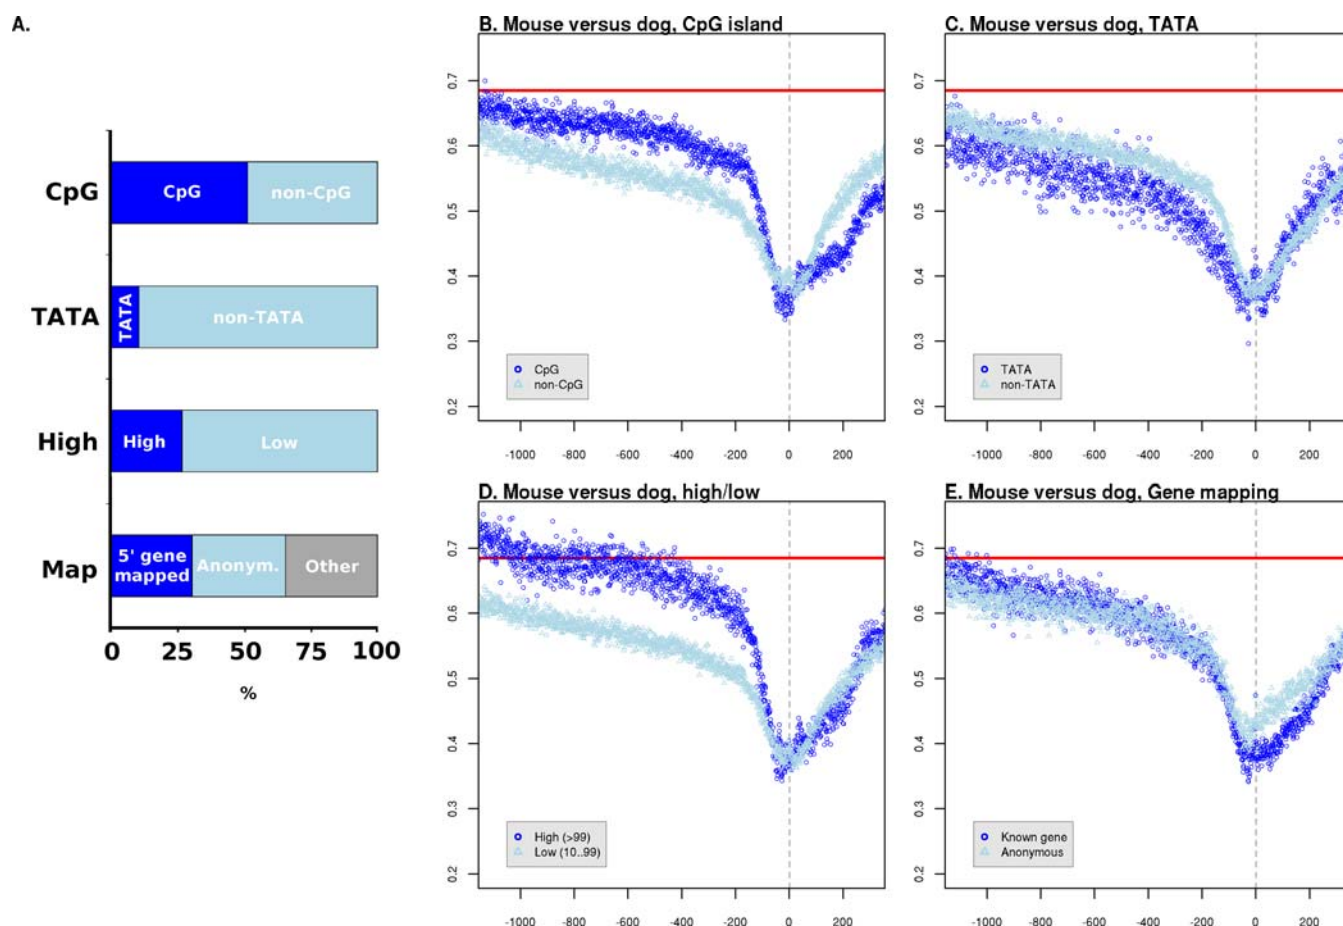 A.
CpG
CpG
non-CpG
TATA
TATA
non-TATA
High
High
Low
Map
5' gene
mapped
Anonym.
Other
0 25 50 75 100
%
B. Mouse versus dog, CpG island
0.7
0.6
0.5
0.4
0.3
0.2
CpG
non-CpG
-1000 -800 -600 -400 -200 0 200
C. Mouse versus dog, TATA
0.7
0.6
0.5
0.4
0.3
0.2
TATA
non-TATA
-1000 -800 -600 -400 -200 0 200
D. Mouse versus dog, high/low
0.7
0.6
0.5
0.4
0.3
0.2
High (>99)
Low (10..99)
-1000 -800 -600 -400 -200 0 200
E. Mouse versus dog, Gene mapping
0.7
0.6
0.5
0.4
0.3
0.2
Known gene
Anonymous
-1000 -800 -600 -400 -200 0 200